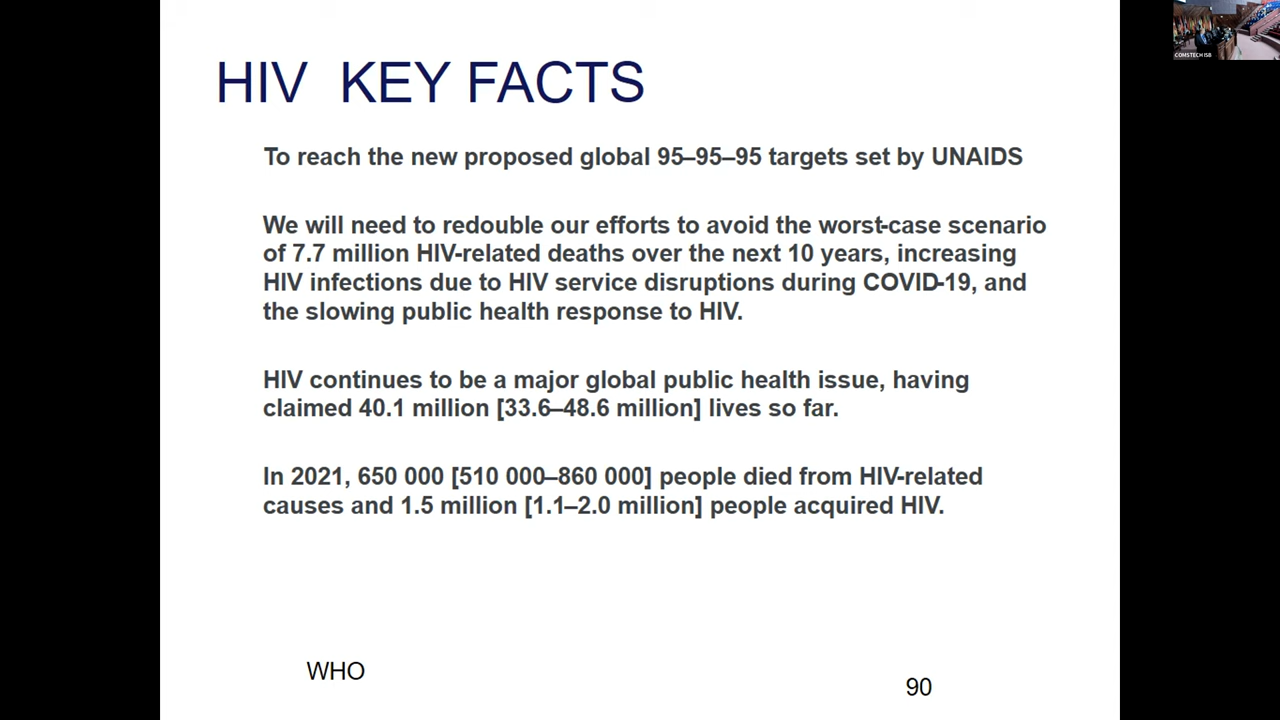 HIV KEY FACTS
To reach the new proposed global 95–95–95 targets set by UNAIDS
We will need to redouble our efforts to avoid the worst-case scenario
of 7.7 million HIV-related deaths over the next 10 years, increasing
HIV infections due to HIV service disruptions during COVID-19, and
the slowing public health response to HIV.
HIV continues to be a major global public health issue, having
claimed 40.1 million [33.6–48.6 million] lives so far.
In 2021, 650 000 [510 000–860 000] people died from HIV-related
causes and 1.5 million [1.1–2.0 million] people acquired HIV.
WHO
90
COMSTECH ISB